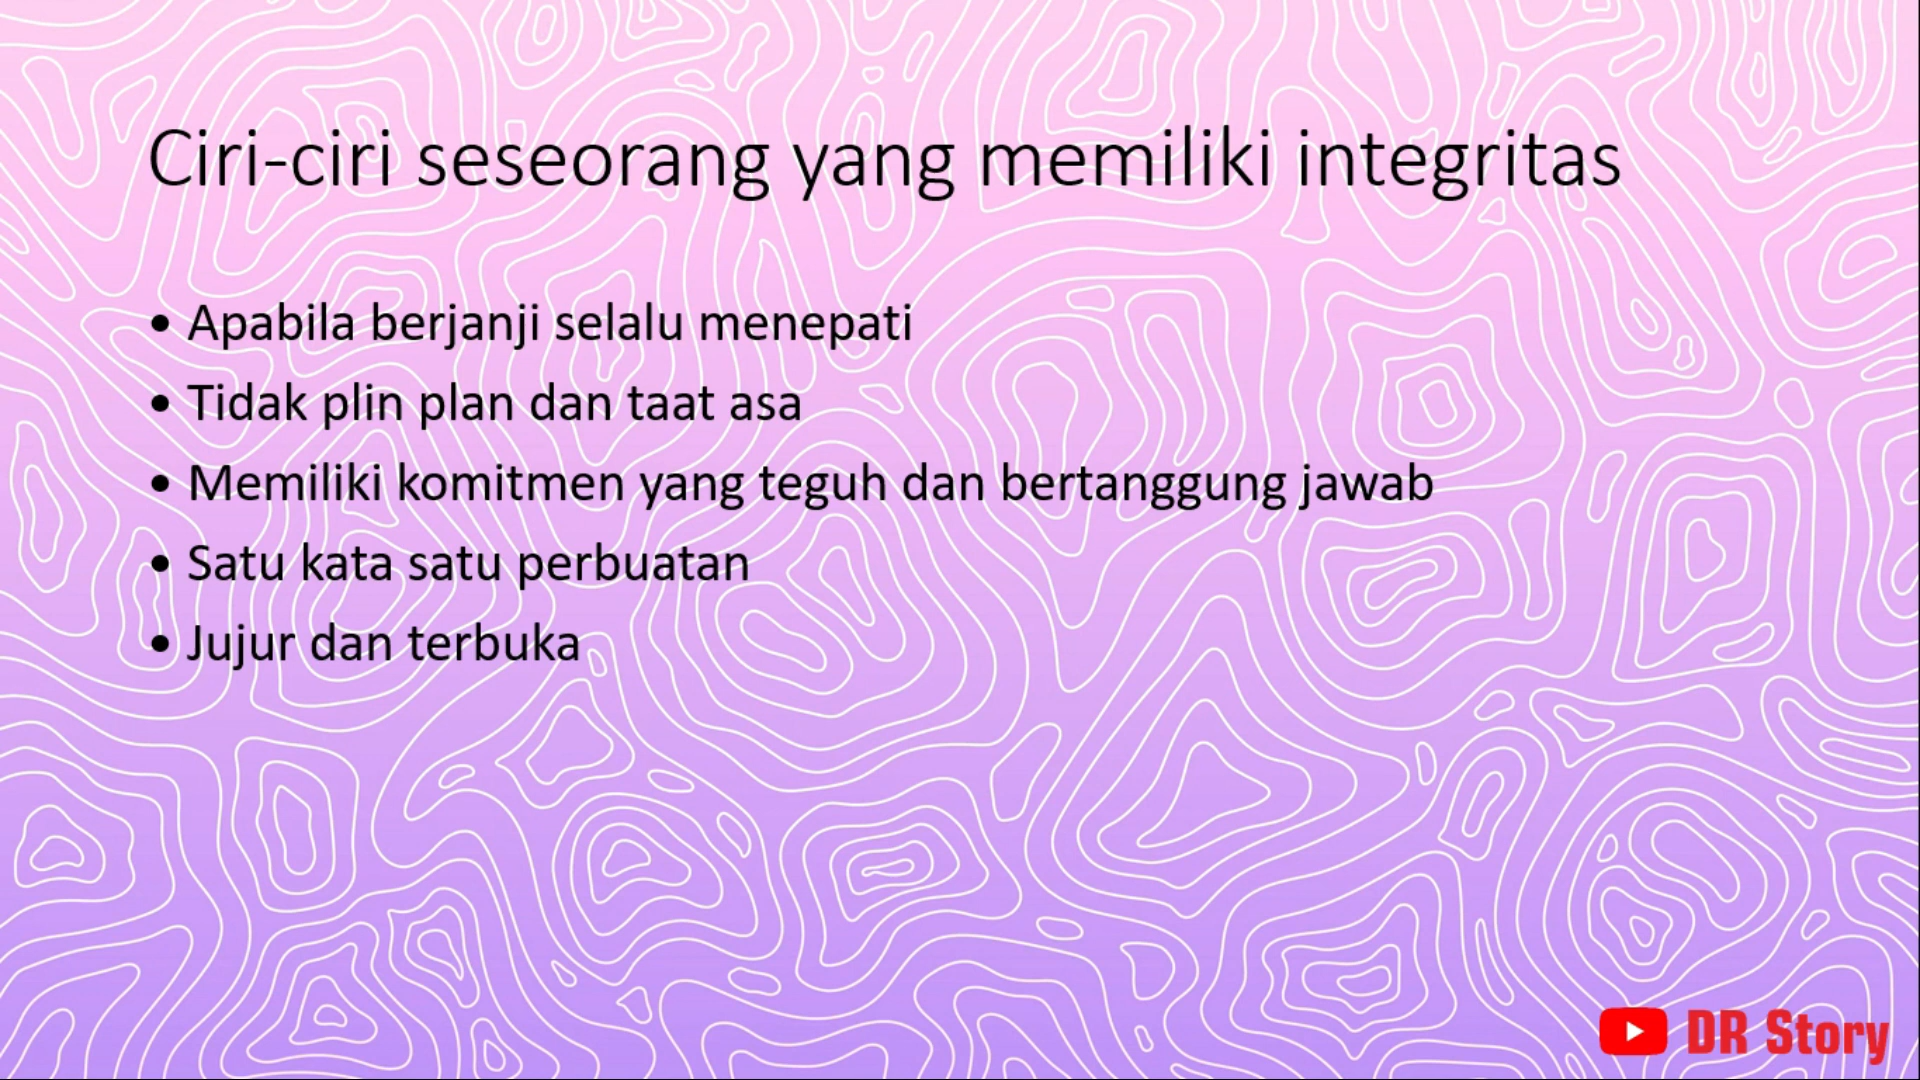 Ciri-ciri seseorang yang memiliki integritas
• Apabila berjanji selalu menepati
• Tidak plin plan dan taat asa
• Memiliki komitmen yang teguh dan bertanggung jawab
• Satu kata satu perbuatan
• Jujur dan terbuka
DR Story